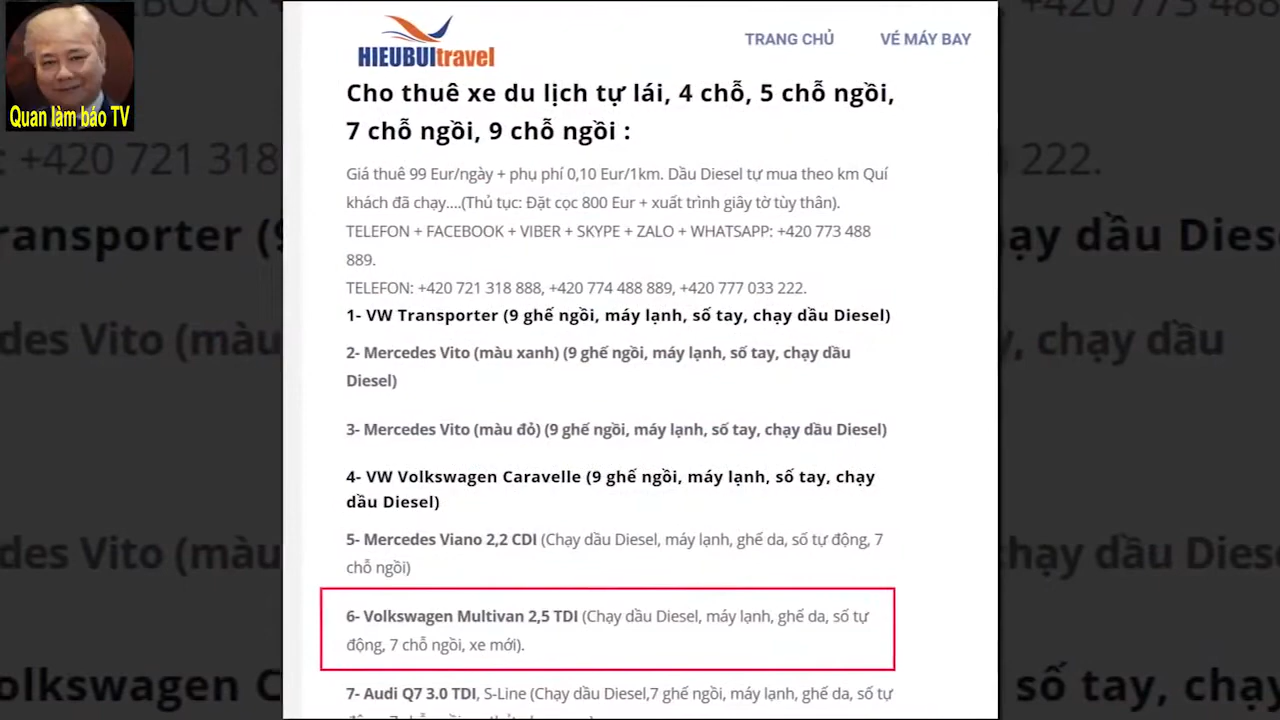 Quan làm báo TV
HIEUBUItravel
TRANG CHỦ
VÉ MÁY BAY
Cho thuê xe du lịch tự lái, 4 chỗ, 5 chỗ ngồi,
7 chỗ ngồi, 9 chỗ ngồi :
Giá thuê 99 Eur/ngày + phụ phí 0,10 Eur/1km. Dầu Diesel tự mua theo km Quí
khách đã chạy....(Thủ tục: Đặt cọc 800 Eur + xuất trình giây tờ tùy thân).
TELEFON + FACEBOOK + VIBER + SKYPE + ZALO + WHATSAPP: +420 773 488
889.
TELEFON: +420 721 318 888, +420 774 488 889, +420 777 033 222.
1- VW Transporter (9 ghế ngồi, máy lạnh, số tay, chạy dầu Diesel)
2- Mercedes Vito (màu xanh) (9 ghế ngồi, máy lạnh, số tay, chạy dầu
Diesel)
3- Mercedes Vito (màu đỏ) (9 ghế ngồi, máy lạnh, số tay, chạy dầu Diesel)
4- VW Volkswagen Caravelle (9 ghế ngồi, máy lạnh, số tay, chạy
dầu Diesel)
5- Mercedes Viano 2,2 CDI (Chạy dầu Diesel, máy lạnh, ghế da, số tự động, 7
chỗ ngồi)
6- Volkswagen Multivan 2,5 TDI (Chạy dầu Diesel, máy lạnh, ghế da, số tự
động, 7 chỗ ngồi, xe mới).
7- Audi Q7 3.0 TDI, S-Line (Chạy dầu Diesel,7 ghế ngồi, máy lạnh, ghế da, số tự